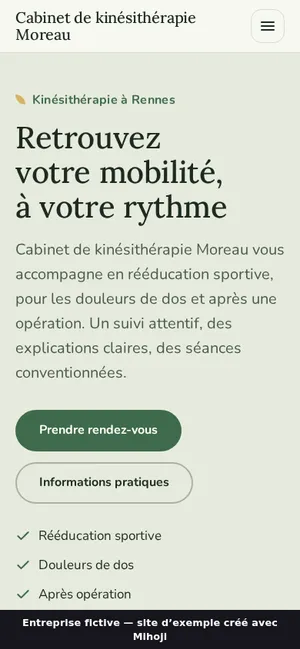 Cabinet de kinésithérapie
Moreau
Kinésithérapie à Rennes
Retrouvez
votre mobilité,
à votre rythme
Cabinet de kinésithérapie Moreau vous
accompagne en rééducation sportive,
pour les douleurs de dos et après une
opération. Un suivi attentif, des
explications claires, des séances
conventionnées.
Prendre rendez-vous
Informations pratiques
Rééducation sportive
Douleurs de dos
Après opération
Entreprise fictive — site d’exemple créé avec
Mihoji